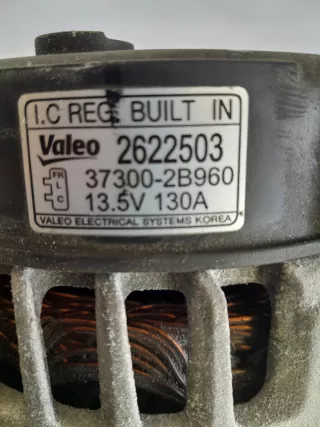 I.C REG. BUILT IN
Valeo 2622503
FR
L
C
37300-2B960
13.5V 130A
VALEO ELECTRICAL SYSTEMS KOREA